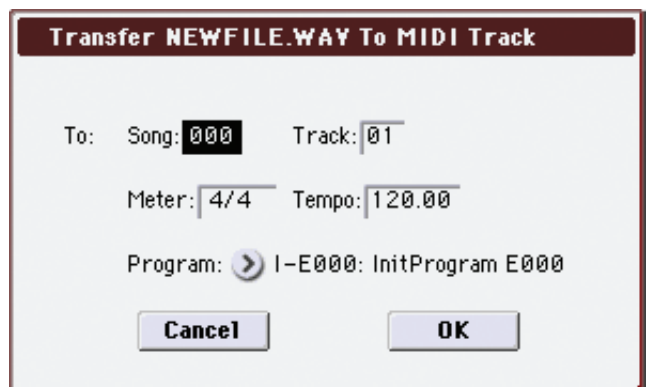 Transfer NEWFILE.WAV To MIDI Track
To: Song: 000 Track: 01
Meter: 4/4 Tempo: 120.00
Program: I-E000: InitProgram E000
Cancel OK